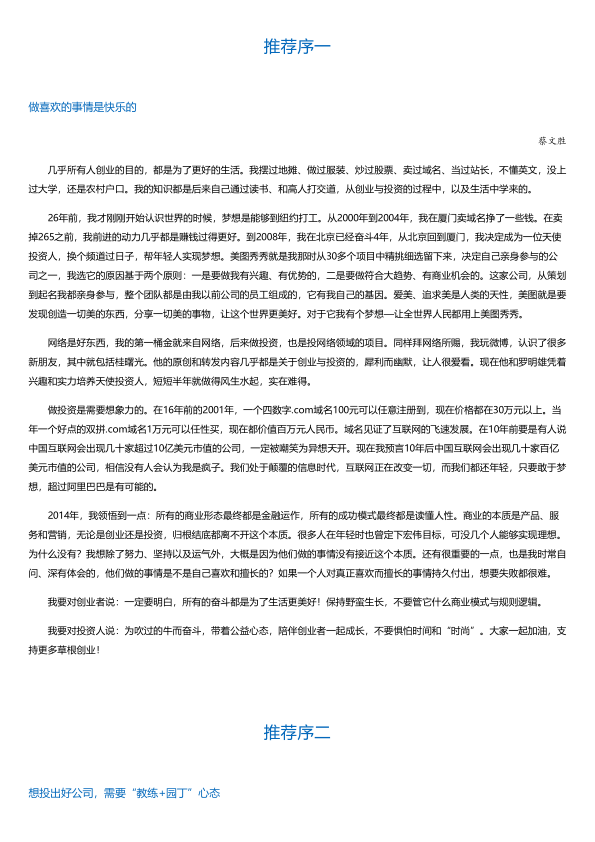 推荐序一
做喜欢的事情是快乐的
蔡文胜
几乎所有人创业的目的，都是为了更好的生活。我摆过地摊、做过服装、炒过股票、卖过域名、当过站长，不懂英文，没上
过大学，还是农村户口。我的知识都是后来自己通过读书、和高人打交道，从创业与投资的过程中，以及生活中学来的。
26年前，我才刚刚开始认识世界的时候，梦想是能够到纽约打工。从2000年到2004年，我在厦门卖域名挣了一些钱。在卖
掉265之前，我前进的动力几乎都是赚钱过得更好。到2008年，我在北京已经奋斗4年，从北京回到厦门，我决定成为一位天使
投资人，换个频道过日子，帮年轻人实现梦想。美图秀秀就是我那时从30多个项目中精挑细选留下来，决定自己亲身参与的公
司之一，我选它的原因基于两个原则：一是要做我有兴趣、有优势的，二是要做符合大趋势、有商业机会的。这家公司，从策划
到起名我都亲身参与，整个团队都是由我以前公司的员工组成的，它有我自己的基因。爱美、追求美是人类的天性，美图就是要
发现创造一切美的东西，分享一切美的事物，让这个世界更美好。对于它我有个梦想—让全世界人民都用上美图秀秀。
网络是好东西，我的第一桶金就来自网络，后来做投资，也是投网络领域的项目。同样拜网络所赐，我玩微博，认识了很多
新朋友，其中就包括桂曙光。他的原创和转发内容几乎都是关于创业与投资的，犀利而幽默，让人很爱看。现在他和罗明雄凭着
兴趣和实力培养天使投资人，短短半年就做得风生水起，实在难得。
做投资是需要想象力的。在16年前的2001年，一个四数字.com域名100元可以任意注册到，现在价格都在30万元以上。当
年一个好点的双拼.com域名1万元可以任性买，现在都价值百万元人民币。域名见证了互联网的飞速发展。在10年前要是有人说
中国互联网会出现几十家超过10亿美元市值的公司，一定被嘲笑为异想天开。现在我预言10年后中国互联网会出现几十家百亿
美元市值的公司，相信没有人会认为我是疯子。我们处于颠覆的信息时代，互联网正在改变一切，而我们都还年轻，只要敢于梦
想，超过阿里巴巴是有可能的。
2014年，我领悟到一点：所有的商业形态最终都是金融运作，所有的成功模式最终都是读懂人性。商业的本质是产品、服
务和营销，无论是创业还是投资，归根结底都离不开这个本质。很多人在年轻时也曾定下宏伟目标，可没几个人能够实现理想。
为什么没有？我想除了努力、坚持以及运气外，大概是因为他们做的事情没有接近这个本质。还有很重要的一点，也是我时常自
问、深有体会的，他们做的事情是不是自己喜欢和擅长的？如果一个人对真正喜欢而擅长的事情持久付出，想要失败都很难。
我要对创业者说：一定要明白，所有的奋斗都是为了生活更美好！保持野蛮生长，不要管它什么商业模式与规则逻辑。
我要对投资人说：为吹过的牛而奋斗，带着公益心态，陪伴创业者一起成长，不要惧怕时间和“时尚”。大家一起加油，支
持更多草根创业！
推荐序二
想投出好公司，需要“教练+园丁”心态